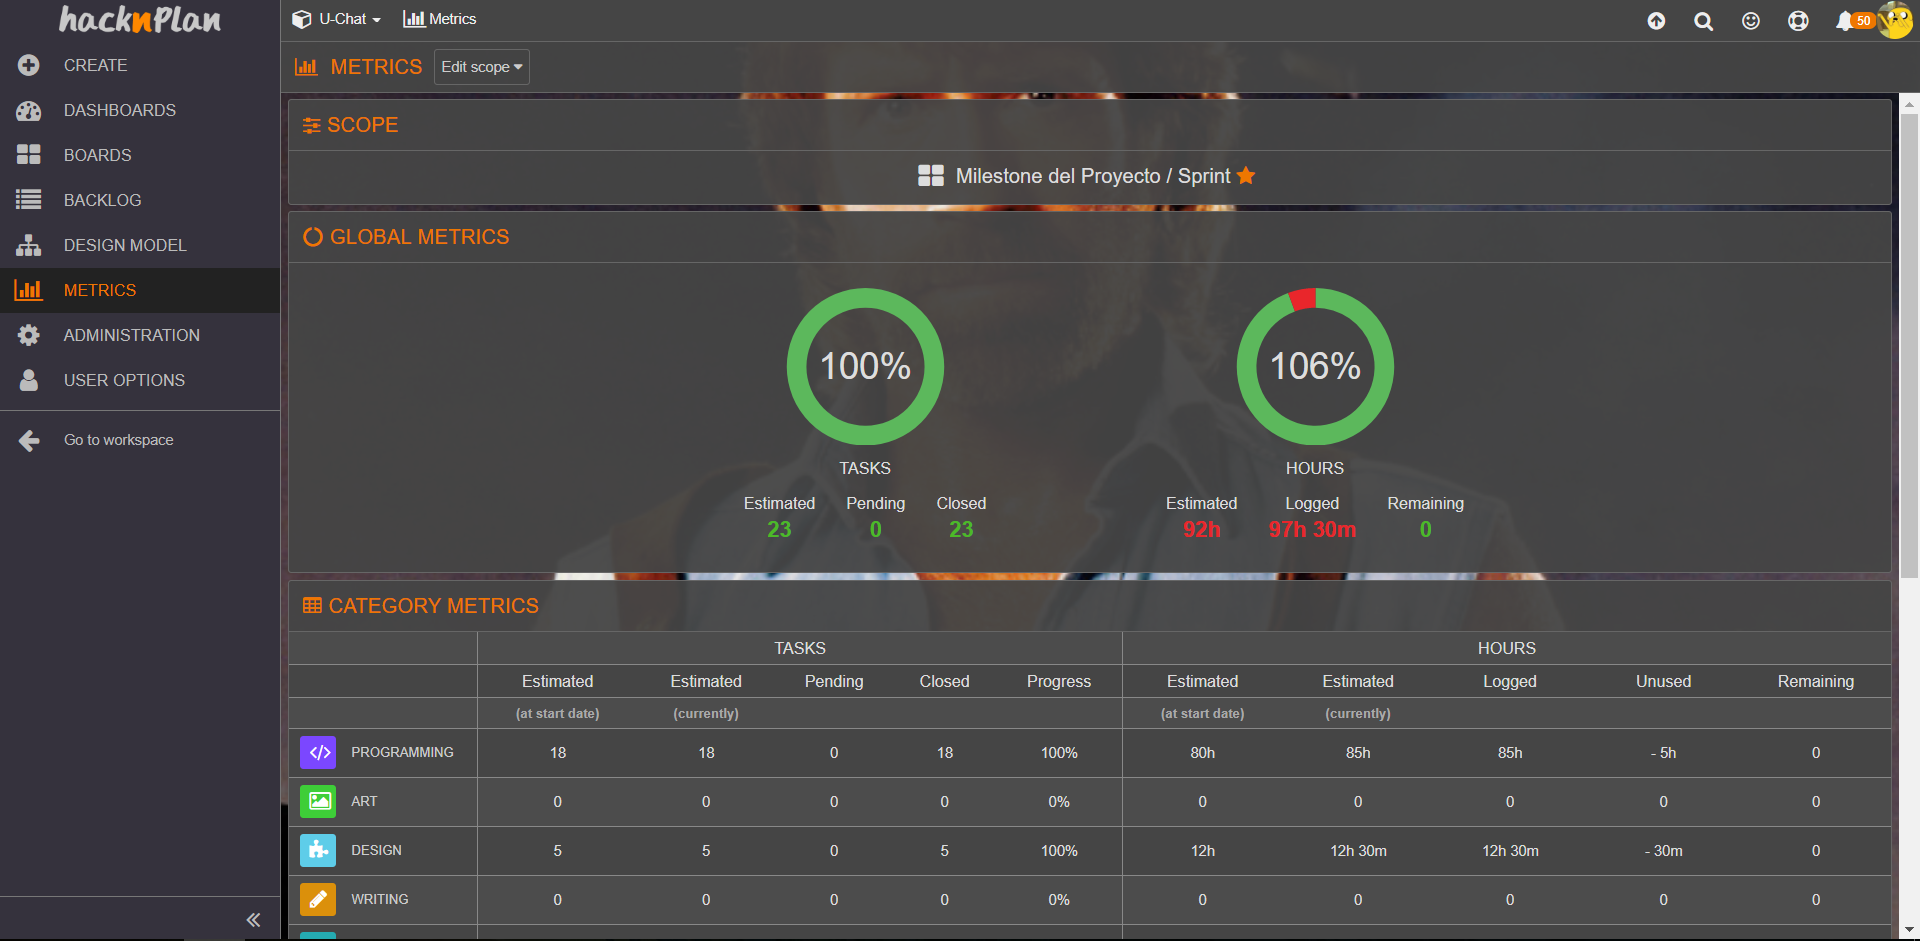 hacknPlan
CREATE
DASHBOARDS
BOARDS
BACKLOG
DESIGN MODEL
METRICS
ADMINISTRATION
USER OPTIONS
Go to workspace
U-Chat Metrics
50
METRICS Edit scope
SCOPE
Milestone del Proyecto / Sprint
GLOBAL METRICS
100% 106%
TASKS HOURS
Estimated Pending Closed Estimated Logged Remaining
23 0 23 92h 97h 30m 0
CATEGORY METRICS
TASKS HOURS
Estimated Estimated Pending Closed Progress Estimated Estimated Logged Unused Remaining
(at start date) (currently) (at start date) (currently)
PROGRAMMING 18 18 0 18 100% 80h 85h 85h - 5h 0
ART 0 0 0 0 0% 0 0 0 0 0
DESIGN 5 5 0 5 100% 12h 12h 30m 12h 30m - 30m 0
WRITING 0 0 0 0 0% 0 0 0 0 0